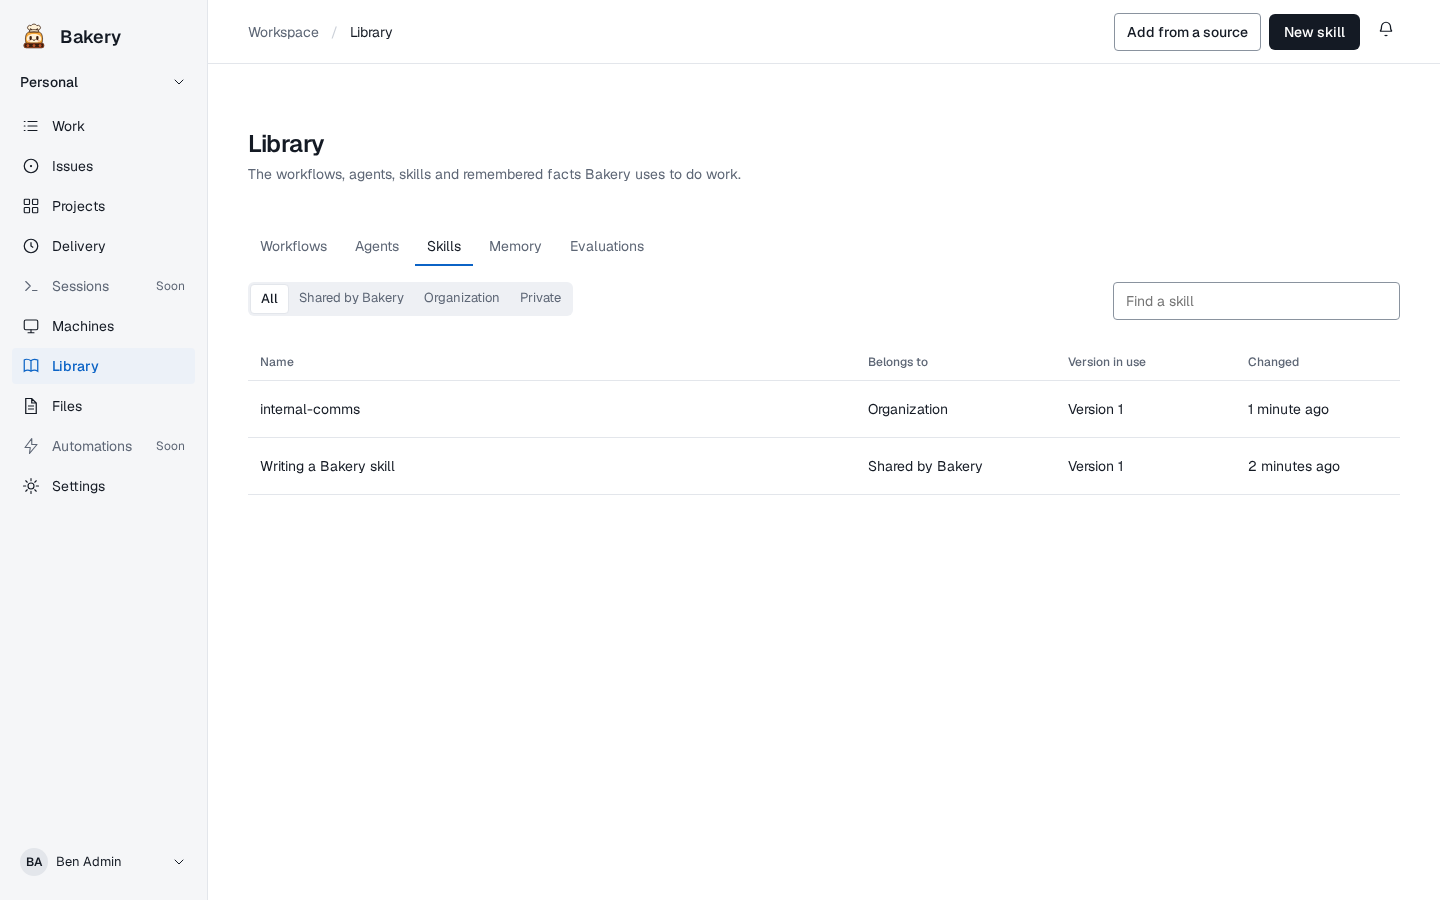 Bakery
Personal
Work
Issues
Projects
Delivery
Sessions Soon
Machines
Library
Files
Automations Soon
Settings
BA Ben Admin
Workspace / Library
Add from a source
New skill
Library
The workflows, agents, skills and remembered facts Bakery uses to do work.
Workflows Agents Skills Memory Evaluations
All Shared by Bakery Organization Private
Find a skill
Name Belongs to Version in use Changed
internal-comms Organization Version 1 1 minute ago
Writing a Bakery skill Shared by Bakery Version 1 2 minutes ago